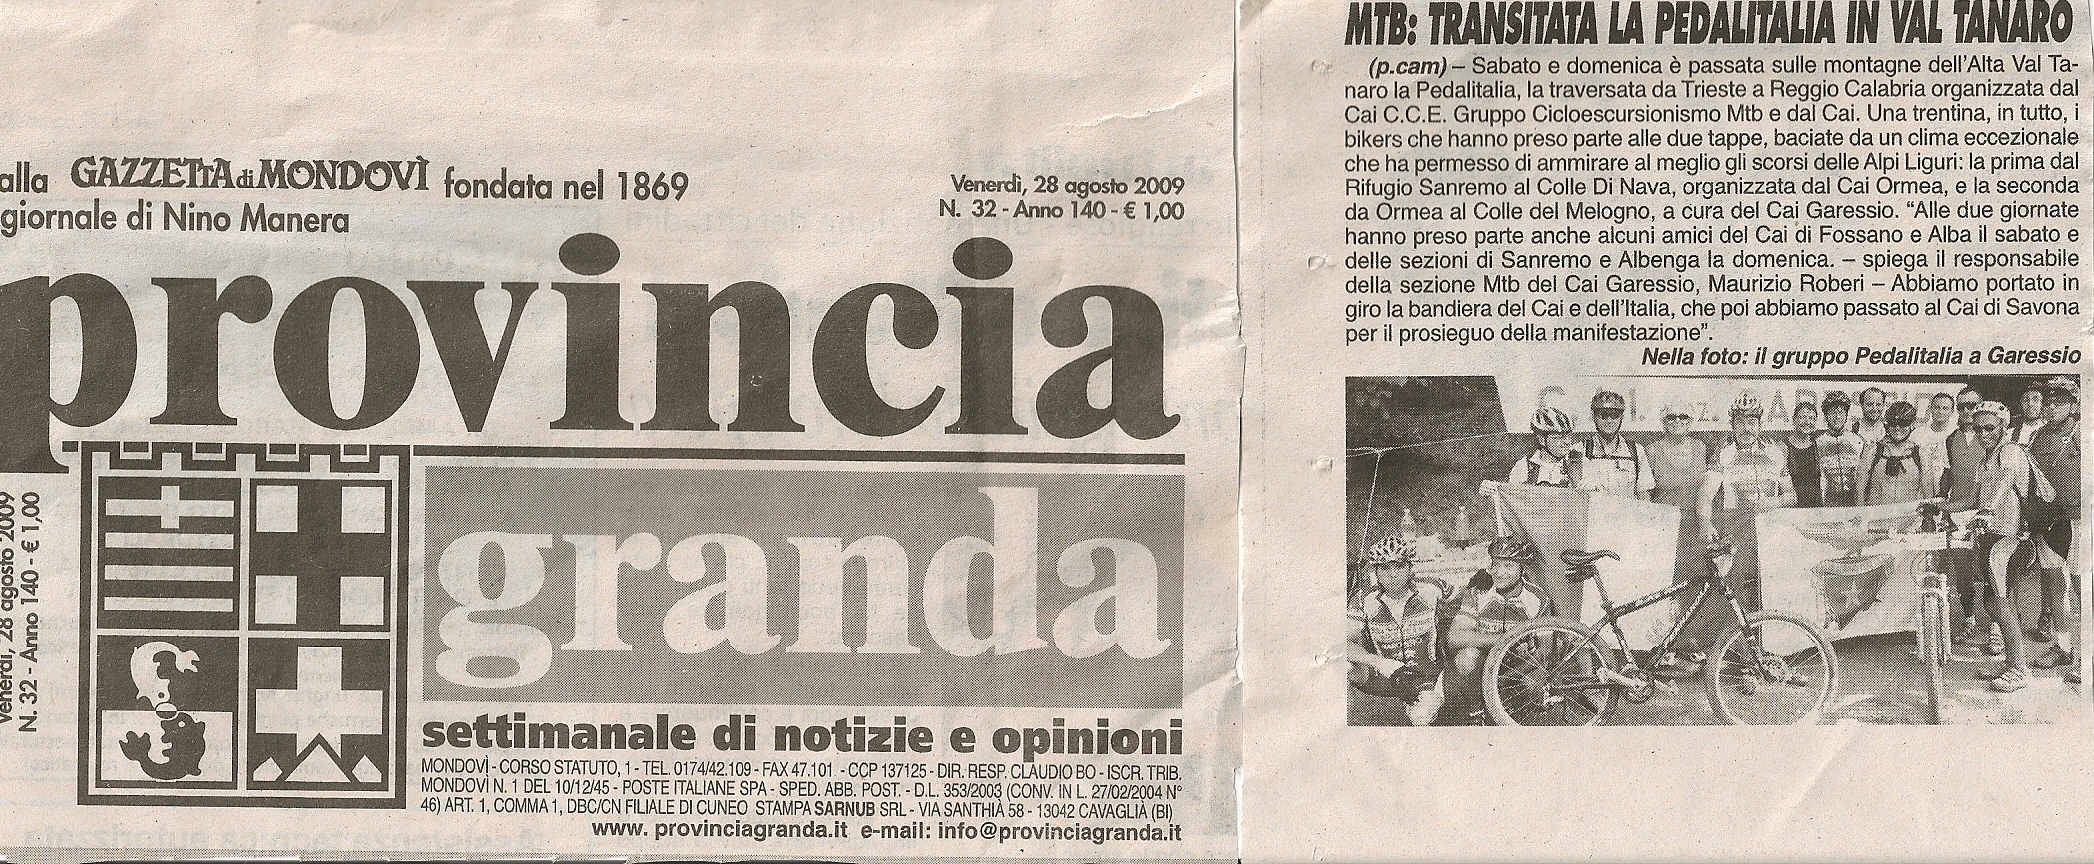 alla GAZZETTA di MONDOVÌ fondata nel 1869
giornale di Nino Manera
Venerdì, 28 agosto 2009
N. 32 - Anno 140 - € 1,00
provincia
granda
Venerdì, 28 agosto 2009
N. 32 - Anno 140 - € 1,00
settimanale di notizie e opinioni
MONDOVÌ - CORSO STATUTO, 1 - TEL. 0174/42.109 - FAX 47.101. - CCP 137125 - DIR. RESP. CLAUDIO BO - ISCR. TRIB.
MONDOVÌ N. 1 DEL 10/12/45 - POSTE ITALIANE SPA - SPED. ABB. POST. - D.L. 353/2003 (CONV. IN L. 27/02/2004 N°
46) ART. 1, COMMA 1, DBC/CN FILIALE DI CUNEO STAMPA SARNUB SRL - VIA SANTHIÀ 58 - 13042 CAVAGLIÀ (BI)
www. provinciagranda.it e-mail: info@provinciagranda.it
MTB: TRANSITATA LA PEDALITALIA IN VAL TANARO
(p.cam) – Sabato e domenica è passata sulle montagne dell'Alta Val Ta-
naro la Pedalitalia, la traversata da Trieste a Reggio Calabria organizzata dal
Cai C.C.E. Gruppo Cicloescursionismo Mtb e dal Cai. Una trentina, in tutto, i
bikers che hanno preso parte alle due tappe, baciate da un clima eccezionale
che ha permesso di ammirare al meglio gli scorsi delle Alpi Liguri: la prima dal
Rifugio Sanremo al Colle Di Nava, organizzata dal Cai Ormea, e la seconda
da Ormea al Colle del Melogno, a cura del Cai Garessio. “Alle due giornate
hanno preso parte anche alcuni amici del Cai di Fossano e Alba il sabato e
delle sezioni di Sanremo e Albenga la domenica. – spiega il responsabile
della sezione Mtb del Cai Garessio, Maurizio Roberi – Abbiamo portato in
giro la bandiera del Cai e dell'Italia, che poi abbiamo passato al Cai di Savona
per il prosieguo della manifestazione”.
Nella foto: il gruppo Pedalitalia a Garessio